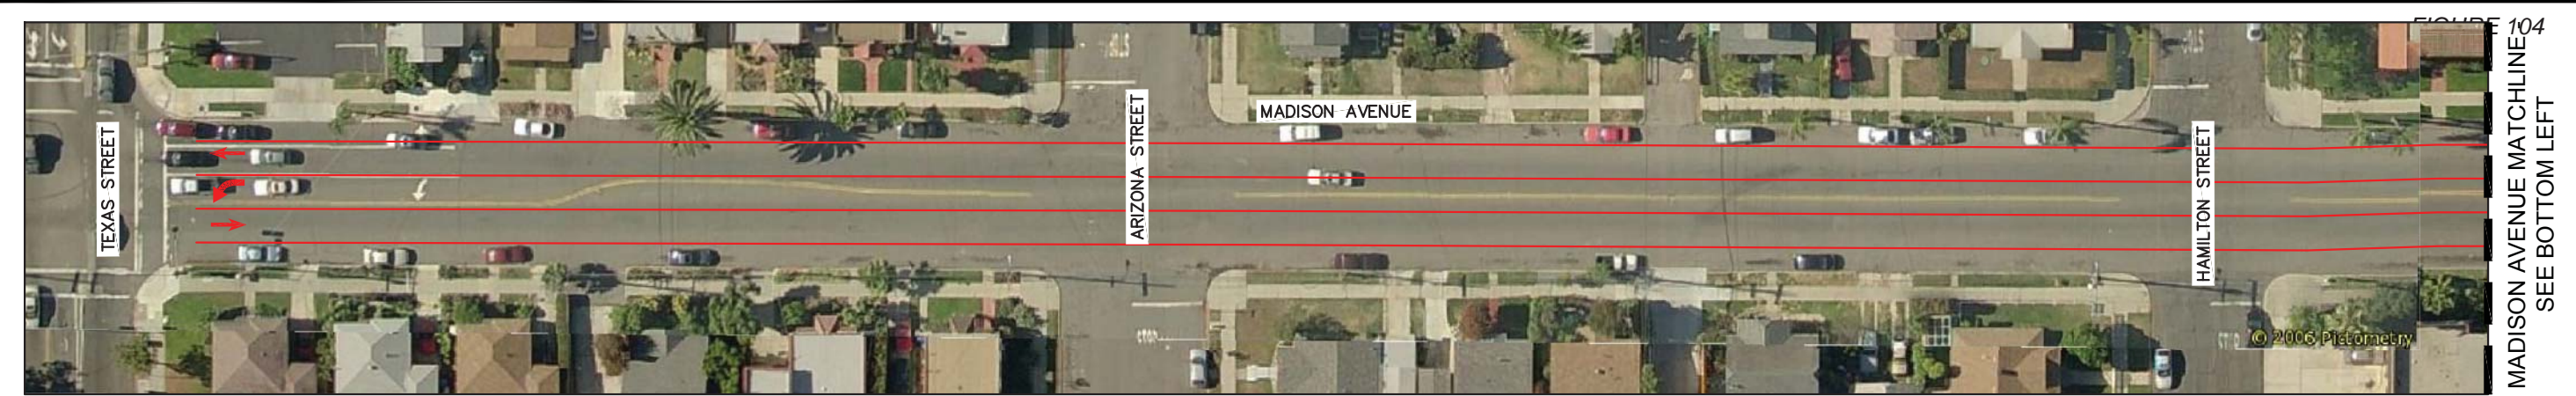 FIGURE 104
TEXAS STREET
MADISON AVENUE
ARIZONA STREET
HAMILTON STREET
MADISON AVENUE MATCHLINE
SEE BOTTOM LEFT
© 2006 Pictometry